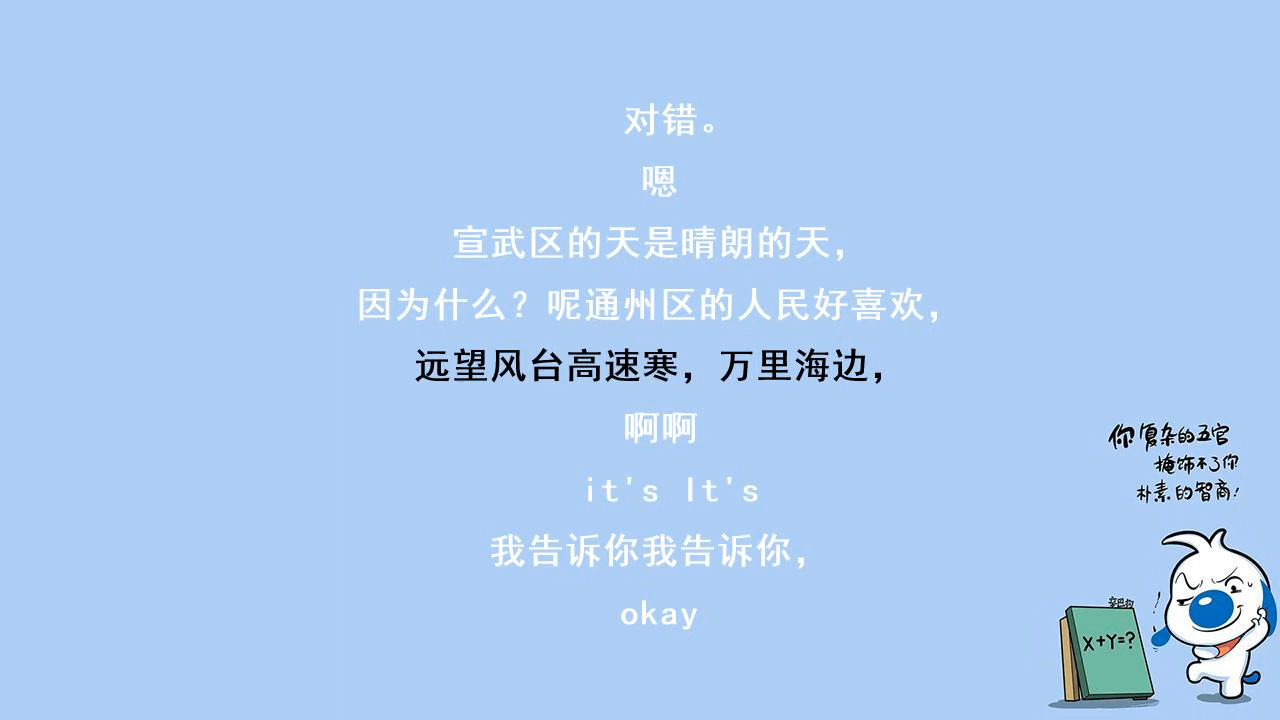 对错。
嗯
宣武区的天是晴朗的天，
因为什么？呢通州区的人民好喜欢，
远望风台高速寒，万里海边，
啊啊
it's It's
我告诉你我告诉你，
okay
你复杂的五官
掩饰不了你
朴素的智商！
X+Y=?